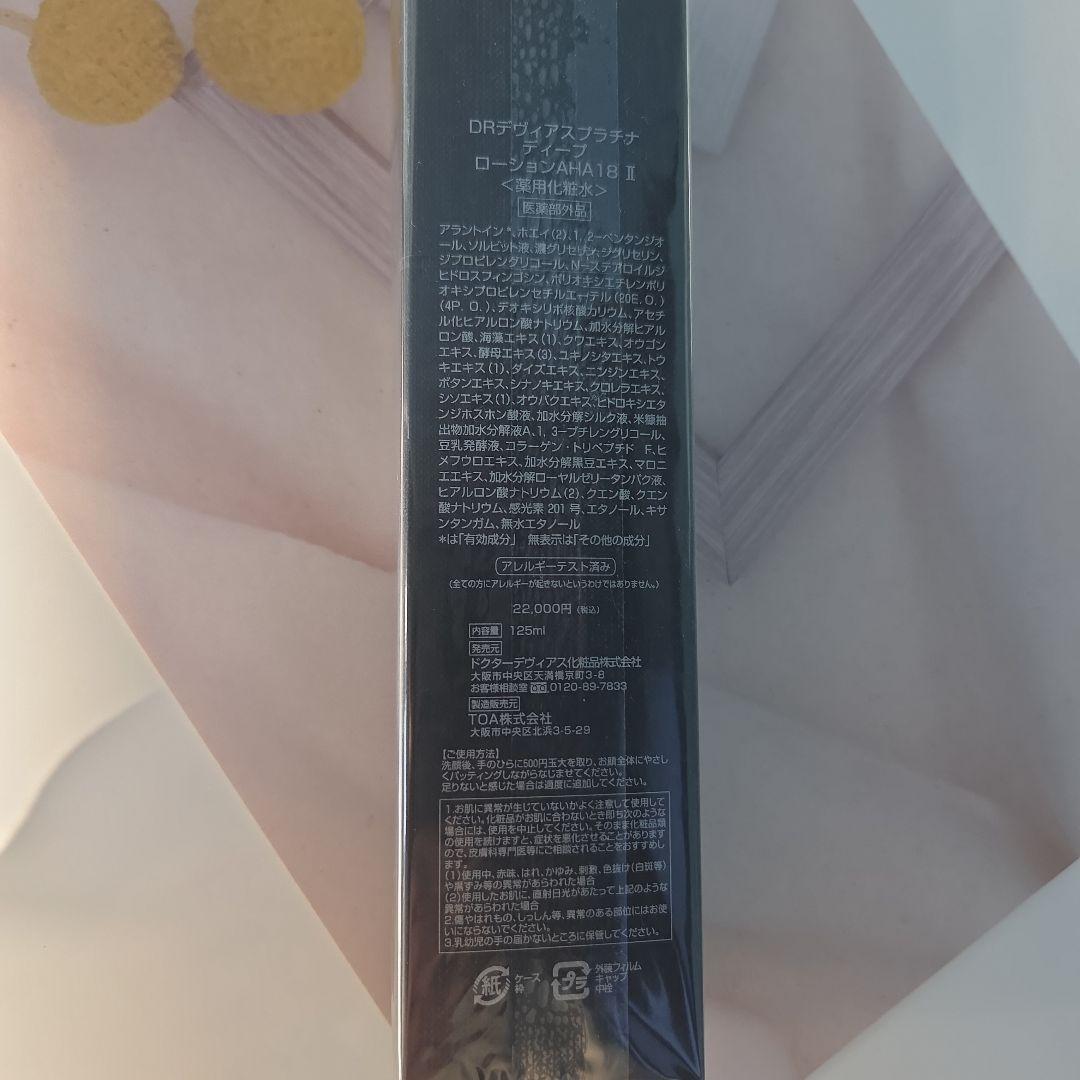 DRデヴィアスプラチナ
ディープ
ローションAHA18 Ⅱ
＜薬用化粧水＞
医薬部外品
アラントイン*、ホエイ(2)、1, 2-ペンタンジオ
ール、ソルビット液、濃グリセリン、ジグリセリン、
ジプロピレングリコール、N-ステアロイルジ
ヒドロスフィンゴシン、ポリオキシエチレンポリ
オキシプロピレンセチルエーテル(20E. O.)
(4P. O.)、デオキシリボ核酸カリウム、アセチ
ル化ヒアルロン酸ナトリウム、加水分解ヒアル
ロン酸、海藻エキス(1)、クワエキス、オウゴン
エキス、酵母エキス(3)、ユキノシタエキス、トウ
キエキス(1)、ダイズエキス、ニンジンエキス、
ボタンエキス、シナノキエキス、クロレラエキス、
シソエキス(1)、オウバクエキス、ヒドロキシエタ
ンジホスホン酸液、加水分解シルク液、米糠抽
出物加水分解液A、1, 3-ブチレングリコール、
豆乳発酵液、コラーゲン・トリペプチド F、ヒ
メフウロエキス、加水分解黒豆エキス、マロニ
エエキス、加水分解ローヤルゼリータンパク液、
ヒアルロン酸ナトリウム(2)、クエン酸、クエン
酸ナトリウム、感光素 201 号、エタノール、キサ
ンタンガム、無水エタノール
*は「有効成分」 無表示は「その他の成分」
アレルギーテスト済み
(全ての方にアレルギーが起きないというわけではありません。)
22,000円 (税込)
内容量 125ml
発売元
ドクターデヴィアス化粧品株式会社
大阪市中央区天満橋京町3-8
お客様相談室 0120-89-7833
製造販売元
TOA株式会社
大阪市中央区北浜3-5-29
【ご使用方法】
洗顔後、手のひらに500円玉大を取り、お顔全体にやさし
くパッティングしながらなじませてください。
足りないと感じた場合は適度に追加してください。
1.お肌に異常が生じていないかよく注意して使用して
ください。化粧品がお肌に合わないとき即ち次のような
場合には、使用を中止してください。そのまま化粧品類
の使用を続けますと、症状を悪化させることがあります
ので、皮膚科専門医等にご相談されることをおすすめし
ます。
(1)使用中、赤味、はれ、かゆみ、刺激、色抜け(白斑等)
や黒ずみ等の異常があらわれた場合
(2)使用したお肌に、直射日光があたって上記のような
異常があらわれた場合
2.傷やはれもの、しっしん等、異常のある部位にはお使
いにならないでください。
3.乳幼児の手の届かないところに保管してください。
紙 ケース
枠
プラ 外装フィルム
キャップ
中栓